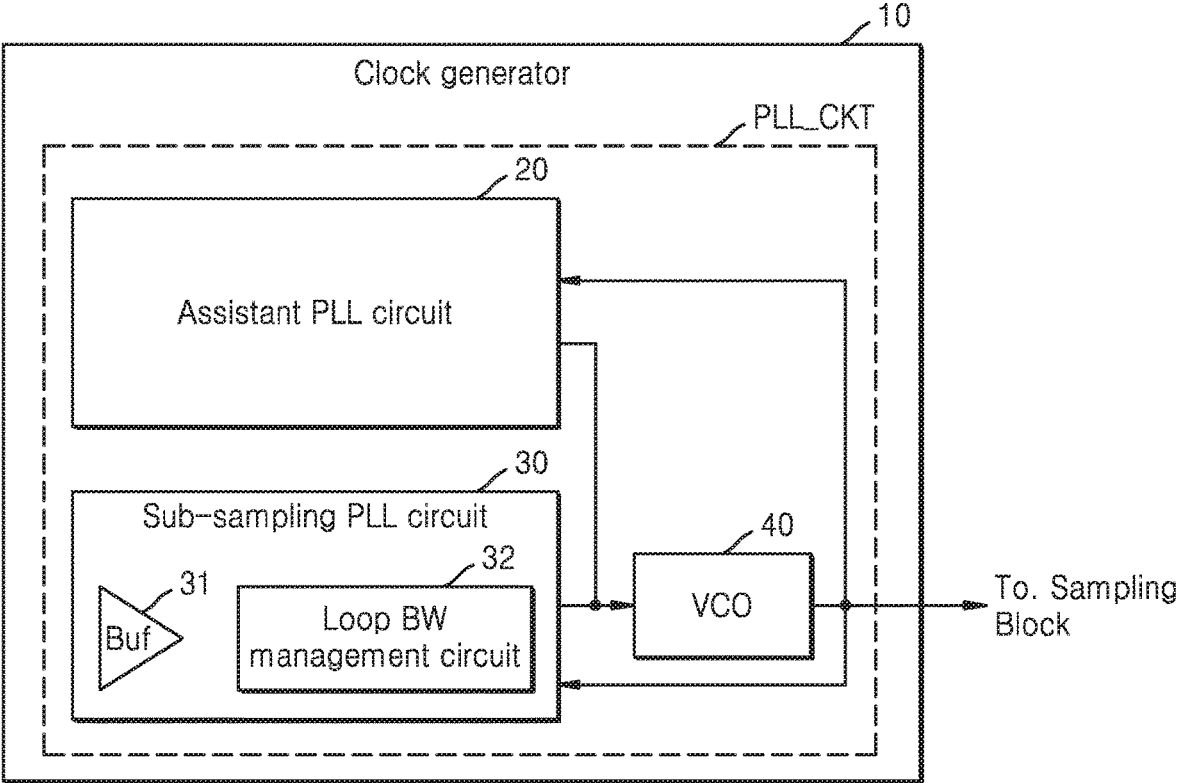 10
Clock generator
PLL_CKT
20
Assistant PLL circuit
30
Sub-sampling PLL circuit
31
Buf
32
Loop BW
management circuit
40
VCO
To. Sampling
Block